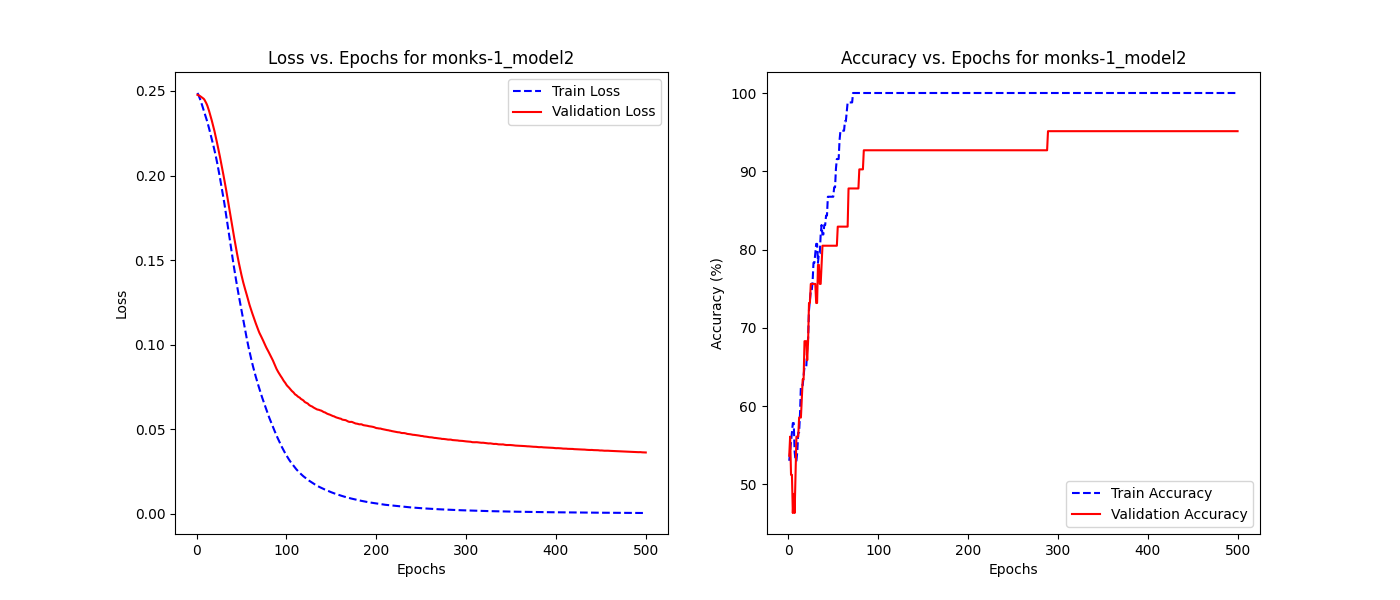 Loss vs. Epochs for monks-1_model2
0.25
0.20
0.15
0.10
0.05
0.00
Loss
0 100 200 300 400 500
Epochs
Train Loss
Validation Loss
Accuracy vs. Epochs for monks-1_model2
100
90
80
70
60
50
Accuracy (%)
0 100 200 300 400 500
Epochs
Train Accuracy
Validation Accuracy